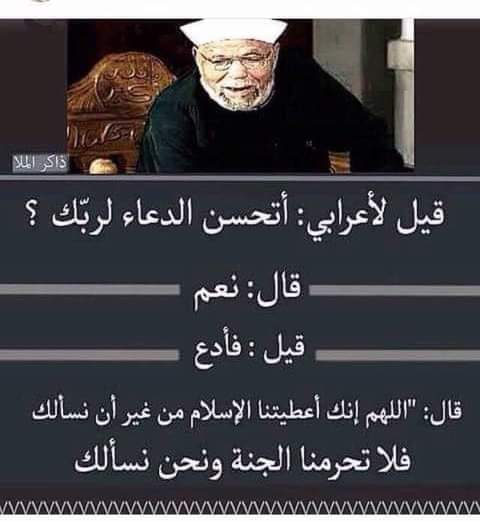 ذاكر الملا
قيل لأعرابي: أتحسن الدعاء لربّك ؟
قال: نعم
قيل : فأدع
قال: "اللهم إنك أعطيتنا الإسلام من غير أن نسألك
فلا تحرمنا الجنة ونحن نسألك